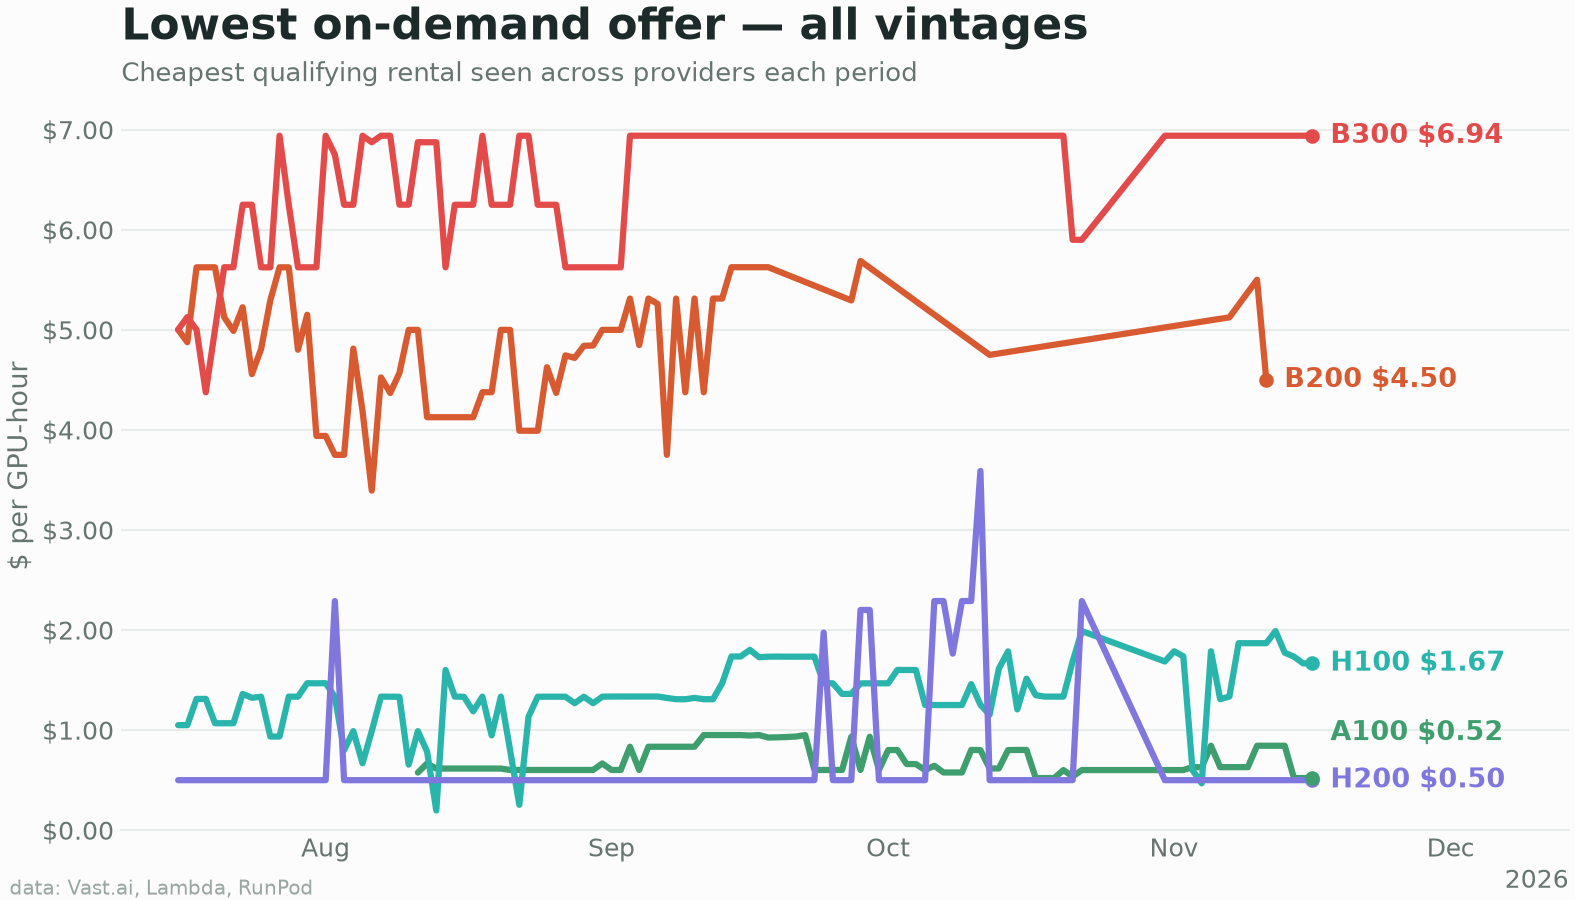 Lowest on-demand offer — all vintages
Cheapest qualifying rental seen across providers each period
$ per GPU-hour
$7.00
$6.00
$5.00
$4.00
$3.00
$2.00
$1.00
$0.00
B300 $6.94
B200 $4.50
H100 $1.67
A100 $0.52
H200 $0.50
Aug Sep Oct Nov Dec
2026
data: Vast.ai, Lambda, RunPod